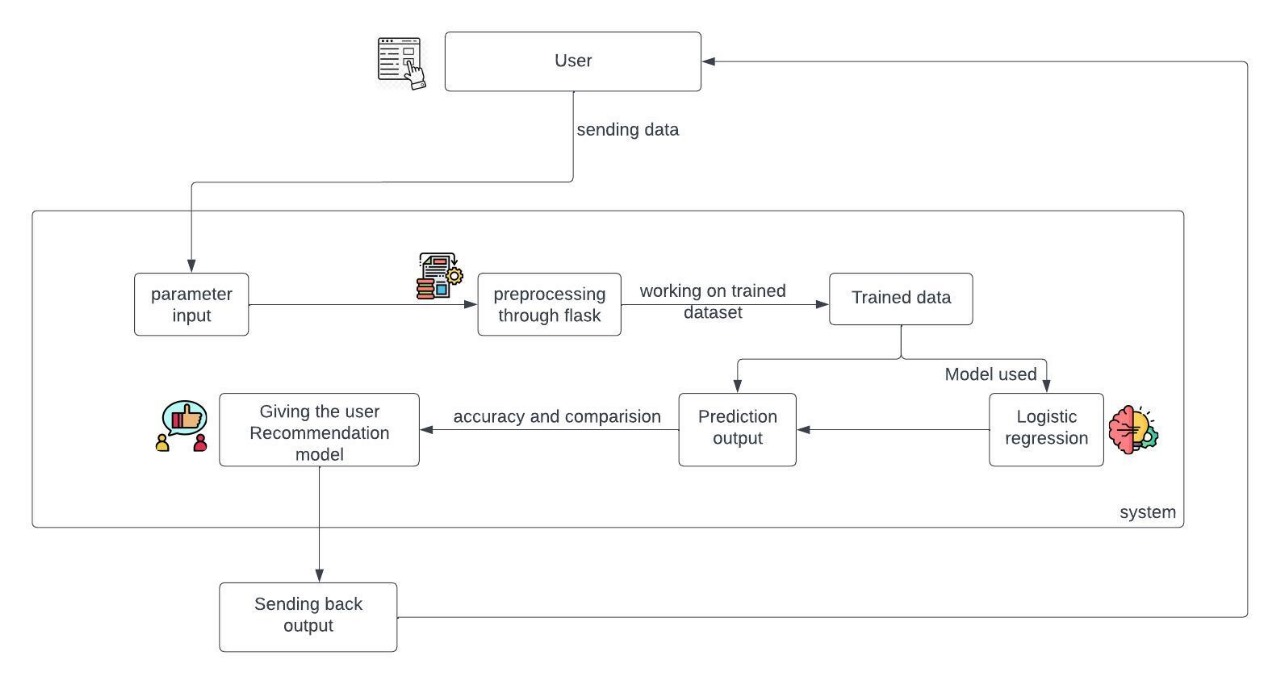 User
sending data
parameter
input
preprocessing
through flask
working on trained
dataset
Trained data
Model used
Giving the user
Recommendation
model
accuracy and comparision
Prediction
output
Logistic
regression
system
Sending back
output